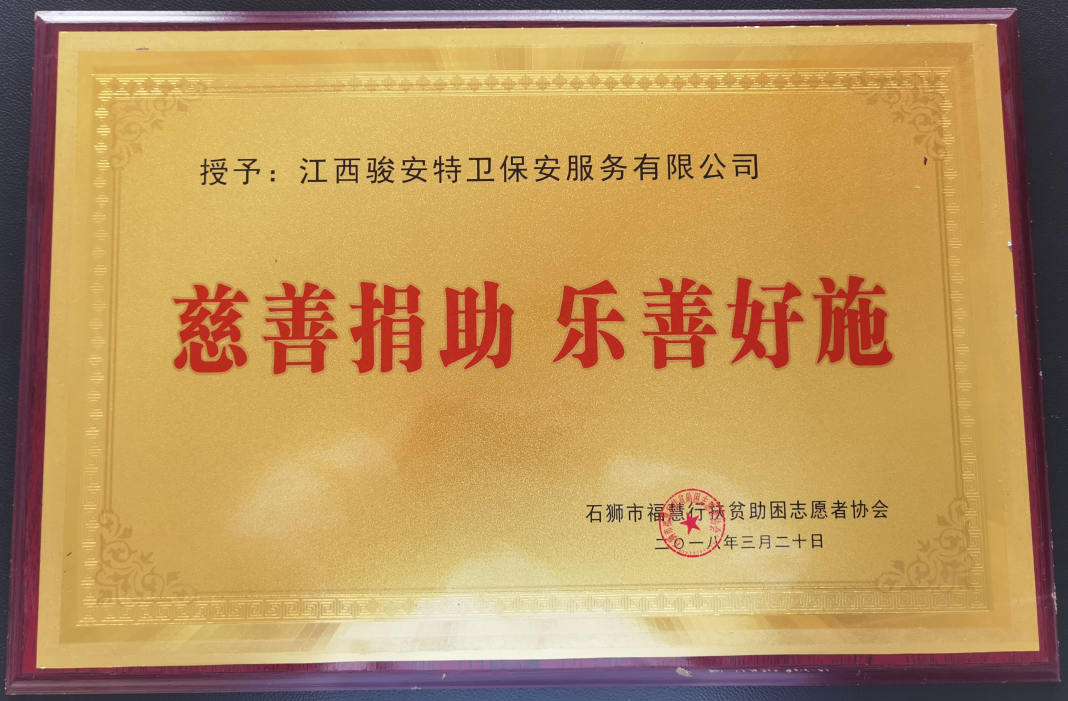 授予：江西骏安特卫保安服务有限公司
慈善捐助 乐善好施
石狮市福慧行扶贫助困志愿者协会
二〇一八年三月二十日